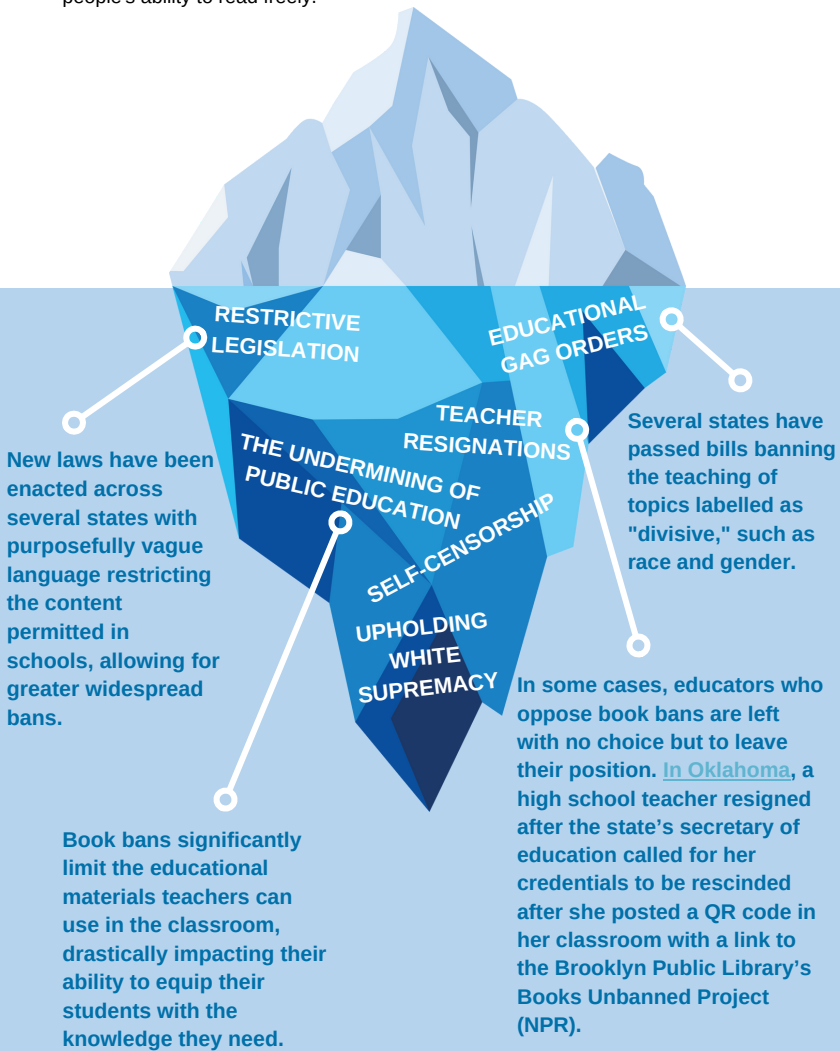 people's ability to read freely.
RESTRICTIVE
LEGISLATION
EDUCATIONAL
GAG ORDERS
TEACHER
RESIGNATIONS
THE UNDERMINING OF
PUBLIC EDUCATION
SELF-CENSORSHIP
UPHOLDING
WHITE
SUPREMACY
New laws have been
enacted across
several states with
purposefully vague
language restricting
the content
permitted in
schools, allowing for
greater widespread
bans.
Several states have
passed bills banning
the teaching of
topics labelled as
"divisive," such as
race and gender.
Book bans significantly
limit the educational
materials teachers can
use in the classroom,
drastically impacting their
ability to equip their
students with the
knowledge they need.
In some cases, educators who
oppose book bans are left
with no choice but to leave
their position. In Oklahoma, a
high school teacher resigned
after the state’s secretary of
education called for her
credentials to be rescinded
after she posted a QR code in
her classroom with a link to
the Brooklyn Public Library’s
Books Unbanned Project
(NPR).